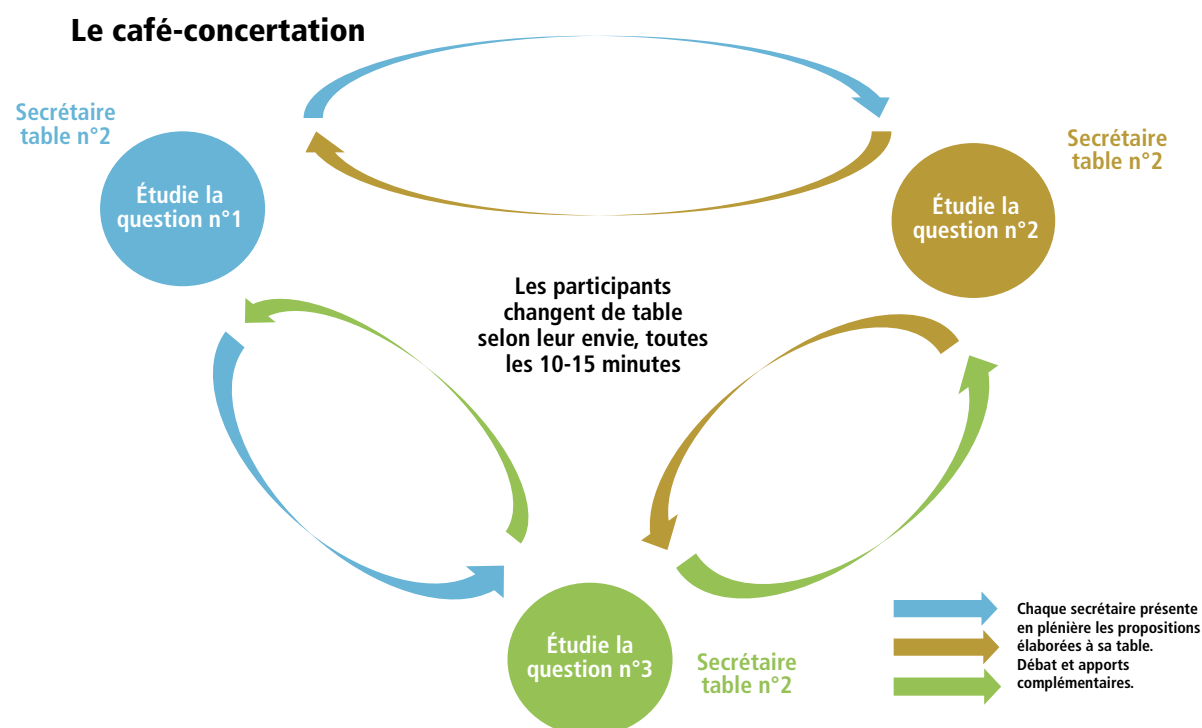 Le café-concertation
Secrétaire
table n°2
Étudie la
question n°1
Secrétaire
table n°2
Étudie la
question n°2
Les participants
changent de table
selon leur envie, toutes
les 10-15 minutes
Étudie la
question n°3
Secrétaire
table n°2
Chaque secrétaire présente
en plénière les propositions
élaborées à sa table.
Débat et apports
complémentaires.